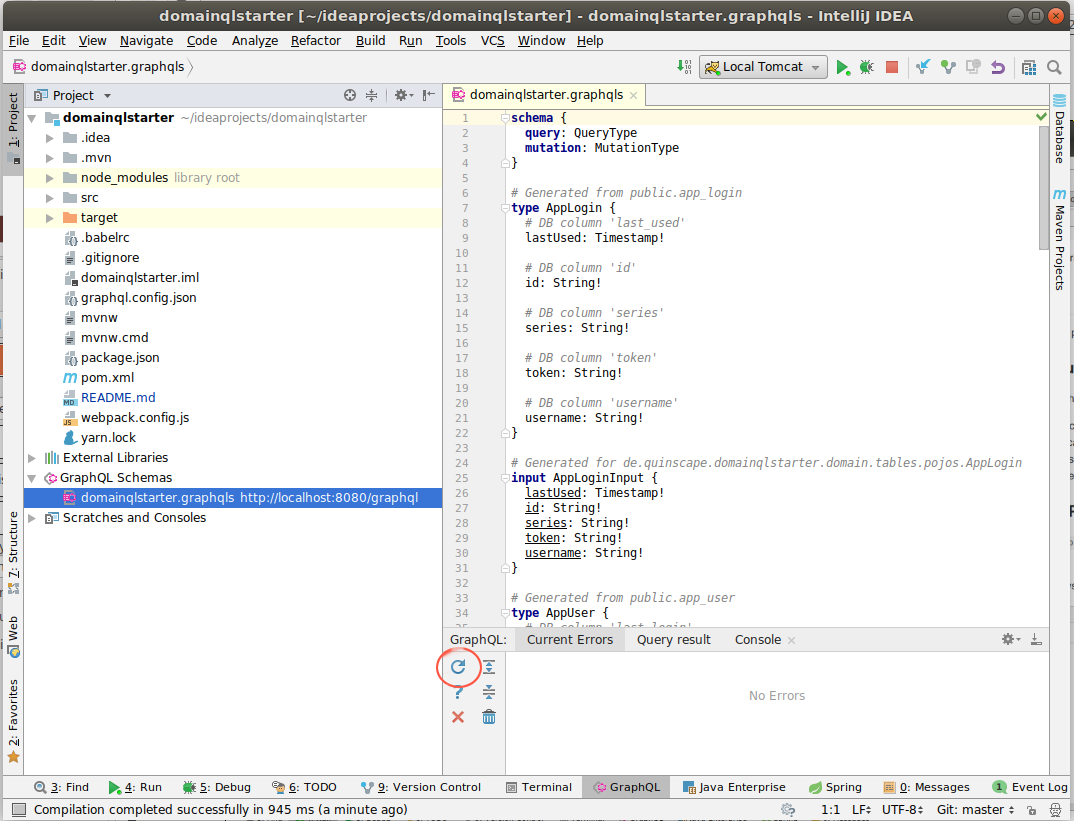 domainqlstarter [~/ideaprojects/domainqlstarter] - domainqlstarter.graphqls - IntelliJ IDEA
File Edit View Navigate Code Analyze Refactor Build Run Tools VCS Window Help
domainqlstarter.graphqls
Local Tomcat
1: Project
7: Structure
Web
2: Favorites
Project
domainqlstarter ~/ideaprojects/domainqlstarter
.idea
.mvn
node_modules library root
src
target
.babelrc
.gitignore
domainqlstarter.iml
graphql.config.json
mvnw
mvnw.cmd
package.json
pom.xml
README.md
webpack.config.js
yarn.lock
External Libraries
GraphQL Schemas
domainqlstarter.graphqls http://localhost:8080/graphql
Scratches and Consoles
domainqlstarter.graphqls
1 schema {
2 query: QueryType
3 mutation: MutationType
4 }
5
6 # Generated from public.app_login
7 type AppLogin {
8 # DB column 'last_used'
9 lastUsed: Timestamp!
10
11 # DB column 'id'
12 id: String!
13
14 # DB column 'series'
15 series: String!
16
17 # DB column 'token'
18 token: String!
19
20 # DB column 'username'
21 username: String!
22 }
23
24 # Generated for de.quinscape.domainqlstarter.domain.tables.pojos.AppLogin
25 input AppLoginInput {
26 lastUsed: Timestamp!
27 id: String!
28 series: String!
29 token: String!
30 username: String!
31 }
32
33 # Generated from public.app_user
34 type AppUser {
35 # DB column 'last_login'
Database
Maven Projects
GraphQL: Current Errors Query result Console
No Errors
3: Find 4: Run 5: Debug 6: TODO 9: Version Control Terminal GraphQL Java Enterprise Spring 0: Messages 1 Event Log
Compilation completed successfully in 945 ms (a minute ago) 1:1 LF UTF-8 Git: master